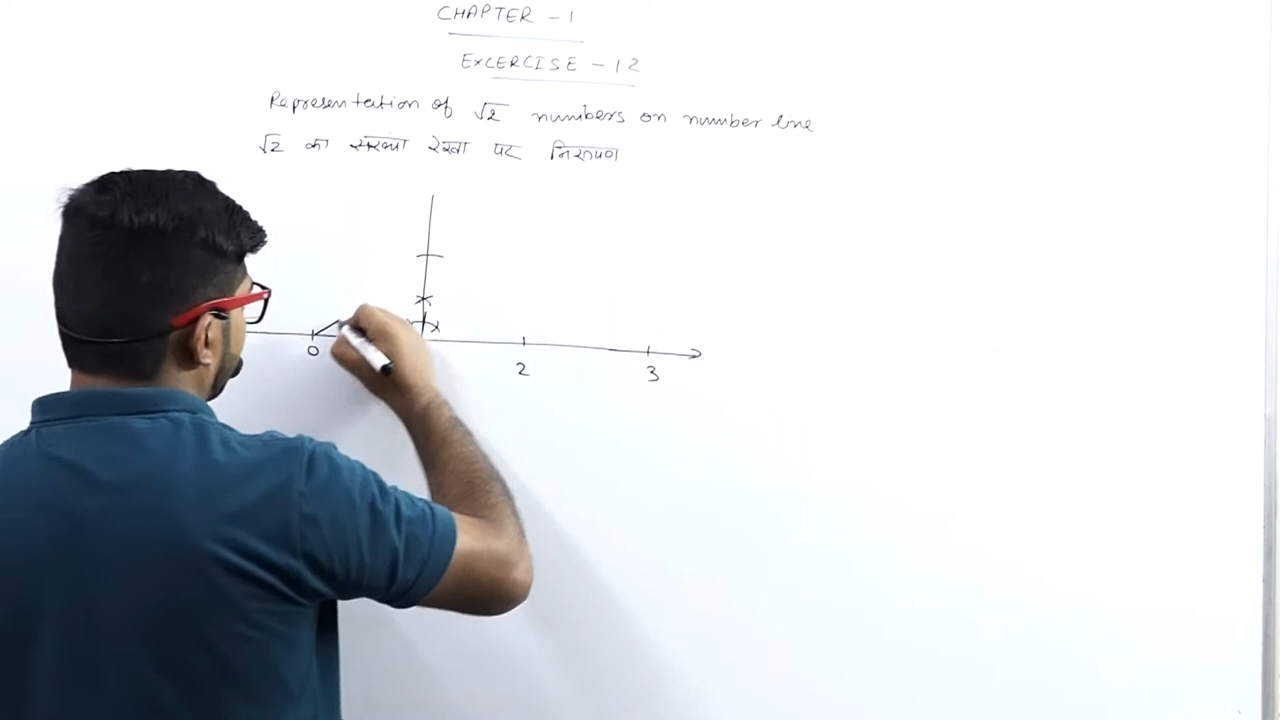 CHAPTER - 1
EXCERCISE - 1 2
Representation of √2 numbers on number line
√2 का संख्या रेखा पर निरूपण
0 2 3